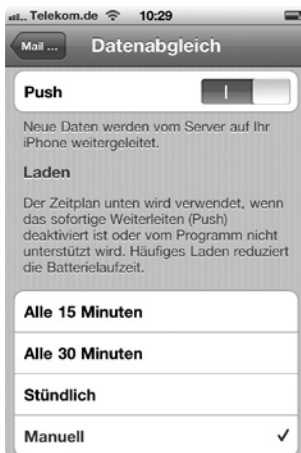 Telekom.de 10:29
Mail ... Datenabgleich
Push
Neue Daten werden vom Server auf Ihr
iPhone weitergeleitet.
Laden
Der Zeitplan unten wird verwendet, wenn
das sofortige Weiterleiten (Push)
deaktiviert ist oder vom Programm nicht
unterstützt wird. Häufiges Laden reduziert
die Batterielaufzeit.
Alle 15 Minuten
Alle 30 Minuten
Stündlich
Manuell